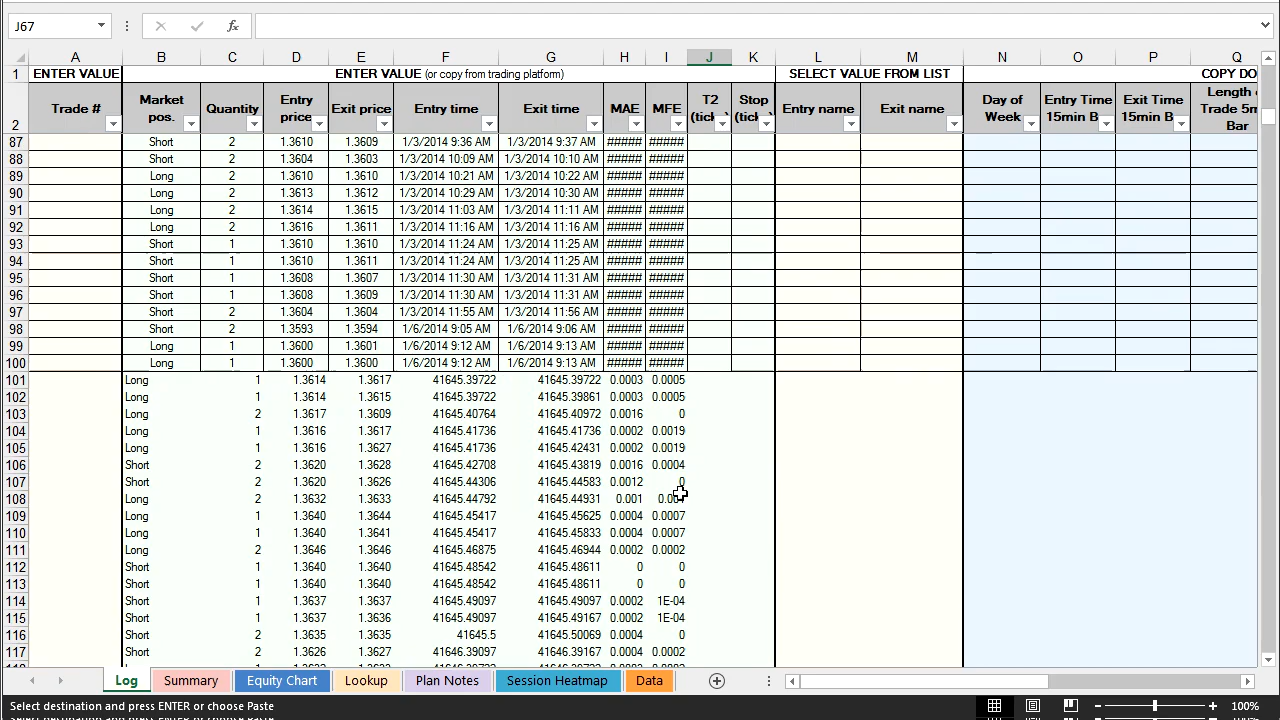 J67
fx
A B C D E F G H I J K L M N O P Q
1 ENTER VALUE ENTER VALUE (or copy from trading platform) SELECT VALUE FROM LIST COPY DO
2 Trade # Market pos. Quantity Entry price Exit price Entry time Exit time MAE MFE T2 (tick Stop (tick Entry name Exit name Day of Week Entry Time 15min B Exit Time 15min B Length Trade 5m Bar
87 Short 2 1.3610 1.3609 1/3/2014 9:36 AM 1/3/2014 9:37 AM ##### #####
88 Short 2 1.3604 1.3603 1/3/2014 10:09 AM 1/3/2014 10:10 AM ##### #####
89 Long 2 1.3610 1.3610 1/3/2014 10:21 AM 1/3/2014 10:22 AM ##### #####
90 Long 2 1.3613 1.3612 1/3/2014 10:29 AM 1/3/2014 10:30 AM ##### #####
91 Long 2 1.3614 1.3615 1/3/2014 11:03 AM 1/3/2014 11:11 AM ##### #####
92 Long 2 1.3616 1.3611 1/3/2014 11:16 AM 1/3/2014 11:16 AM ##### #####
93 Short 1 1.3610 1.3610 1/3/2014 11:24 AM 1/3/2014 11:25 AM ##### #####
94 Short 1 1.3610 1.3611 1/3/2014 11:24 AM 1/3/2014 11:25 AM ##### #####
95 Short 1 1.3608 1.3607 1/3/2014 11:30 AM 1/3/2014 11:31 AM ##### #####
96 Short 1 1.3608 1.3609 1/3/2014 11:30 AM 1/3/2014 11:31 AM ##### #####
97 Short 2 1.3604 1.3604 1/3/2014 11:55 AM 1/3/2014 11:56 AM ##### #####
98 Short 2 1.3593 1.3594 1/6/2014 9:05 AM 1/6/2014 9:06 AM ##### #####
99 Long 1 1.3600 1.3601 1/6/2014 9:12 AM 1/6/2014 9:13 AM ##### #####
100 Long 1 1.3600 1.3600 1/6/2014 9:12 AM 1/6/2014 9:13 AM ##### #####
101 Long 1 1.3614 1.3617 41645.39722 41645.39722 0.0003 0.0005
102 Long 1 1.3614 1.3615 41645.39722 41645.39861 0.0003 0.0005
103 Long 2 1.3617 1.3609 41645.40764 41645.40972 0.0016 0
104 Long 1 1.3616 1.3617 41645.41736 41645.41736 0.0002 0.0019
105 Long 1 1.3616 1.3627 41645.41736 41645.42431 0.0002 0.0019
106 Short 2 1.3620 1.3628 41645.42708 41645.43819 0.0016 0.0004
107 Short 2 1.3620 1.3626 41645.44306 41645.44583 0.0012 0
108 Long 2 1.3632 1.3633 41645.44792 41645.44931 0.001
109 Long 1 1.3640 1.3644 41645.45417 41645.45625 0.0004 0.0007
110 Long 1 1.3640 1.3641 41645.45417 41645.45833 0.0004 0.0007
111 Long 2 1.3646 1.3646 41645.46875 41645.46944 0.0002 0.0002
112 Short 1 1.3640 1.3640 41645.48542 41645.48611 0 0
113 Short 1 1.3640 1.3640 41645.48542 41645.48611 0 0
114 Short 1 1.3637 1.3637 41645.49097 41645.49097 0.0002 1E-04
115 Short 1 1.3637 1.3636 41645.49097 41645.49167 0.0002 1E-04
116 Short 2 1.3635 1.3635 41645.5 41645.50069 0.0004 0
117 Short 2 1.3626 1.3627 41646.39097 41646.39167 0.0004 0.0002
Log Summary Equity Chart Lookup Plan Notes Session Heatmap Data
Select destination and press ENTER or choose Paste 100%